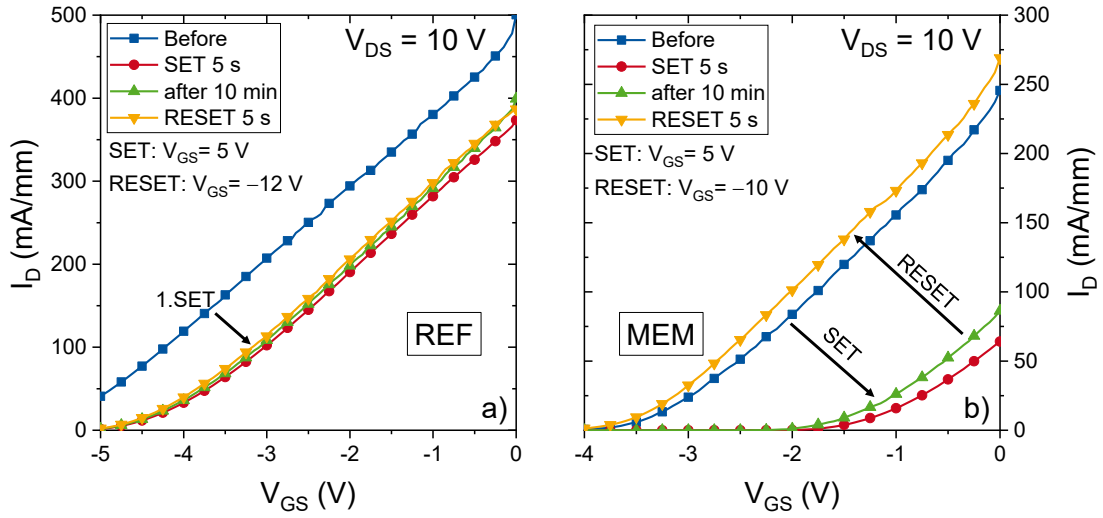 Before
SET 5 s
after 10 min
RESET 5 s
V_DS = 10 V
SET: V_GS= 5 V
RESET: V_GS= −12 V
1.SET
REF
a)
500
400
300
200
100
0
-5 -4 -3 -2 -1 0
I_D (mA/mm)
V_GS (V)
Before
SET 5 s
after 10 min
RESET 5 s
V_DS = 10 V
SET: V_GS= 5 V
RESET: V_GS= −10 V
RESET
SET
MEM
b)
300
250
200
150
100
50
0
-4 -3 -2 -1 0
I_D (mA/mm)
V_GS (V)